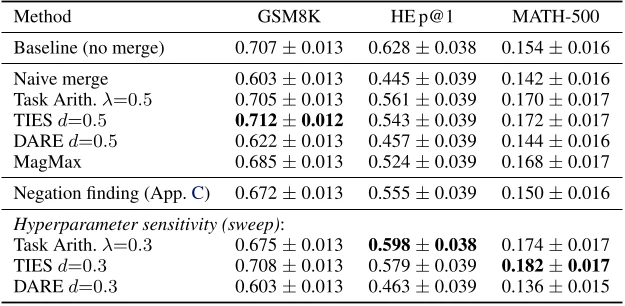 Method GSM8K HE p@1 MATH-500
Baseline (no merge) 0.707 ± 0.013 0.628 ± 0.038 0.154 ± 0.016
Naive merge 0.603 ± 0.013 0.445 ± 0.039 0.142 ± 0.016
Task Arith. λ=0.5 0.705 ± 0.013 0.561 ± 0.039 0.170 ± 0.017
TIES d=0.5 0.712 ± 0.012 0.543 ± 0.039 0.172 ± 0.017
DARE d=0.5 0.622 ± 0.013 0.457 ± 0.039 0.144 ± 0.016
MagMax 0.685 ± 0.013 0.524 ± 0.039 0.168 ± 0.017
Negation finding (App. C) 0.672 ± 0.013 0.555 ± 0.039 0.150 ± 0.016
Hyperparameter sensitivity (sweep):
Task Arith. λ=0.3 0.675 ± 0.013 0.598 ± 0.038 0.174 ± 0.017
TIES d=0.3 0.708 ± 0.013 0.579 ± 0.039 0.182 ± 0.017
DARE d=0.3 0.603 ± 0.013 0.463 ± 0.039 0.136 ± 0.015